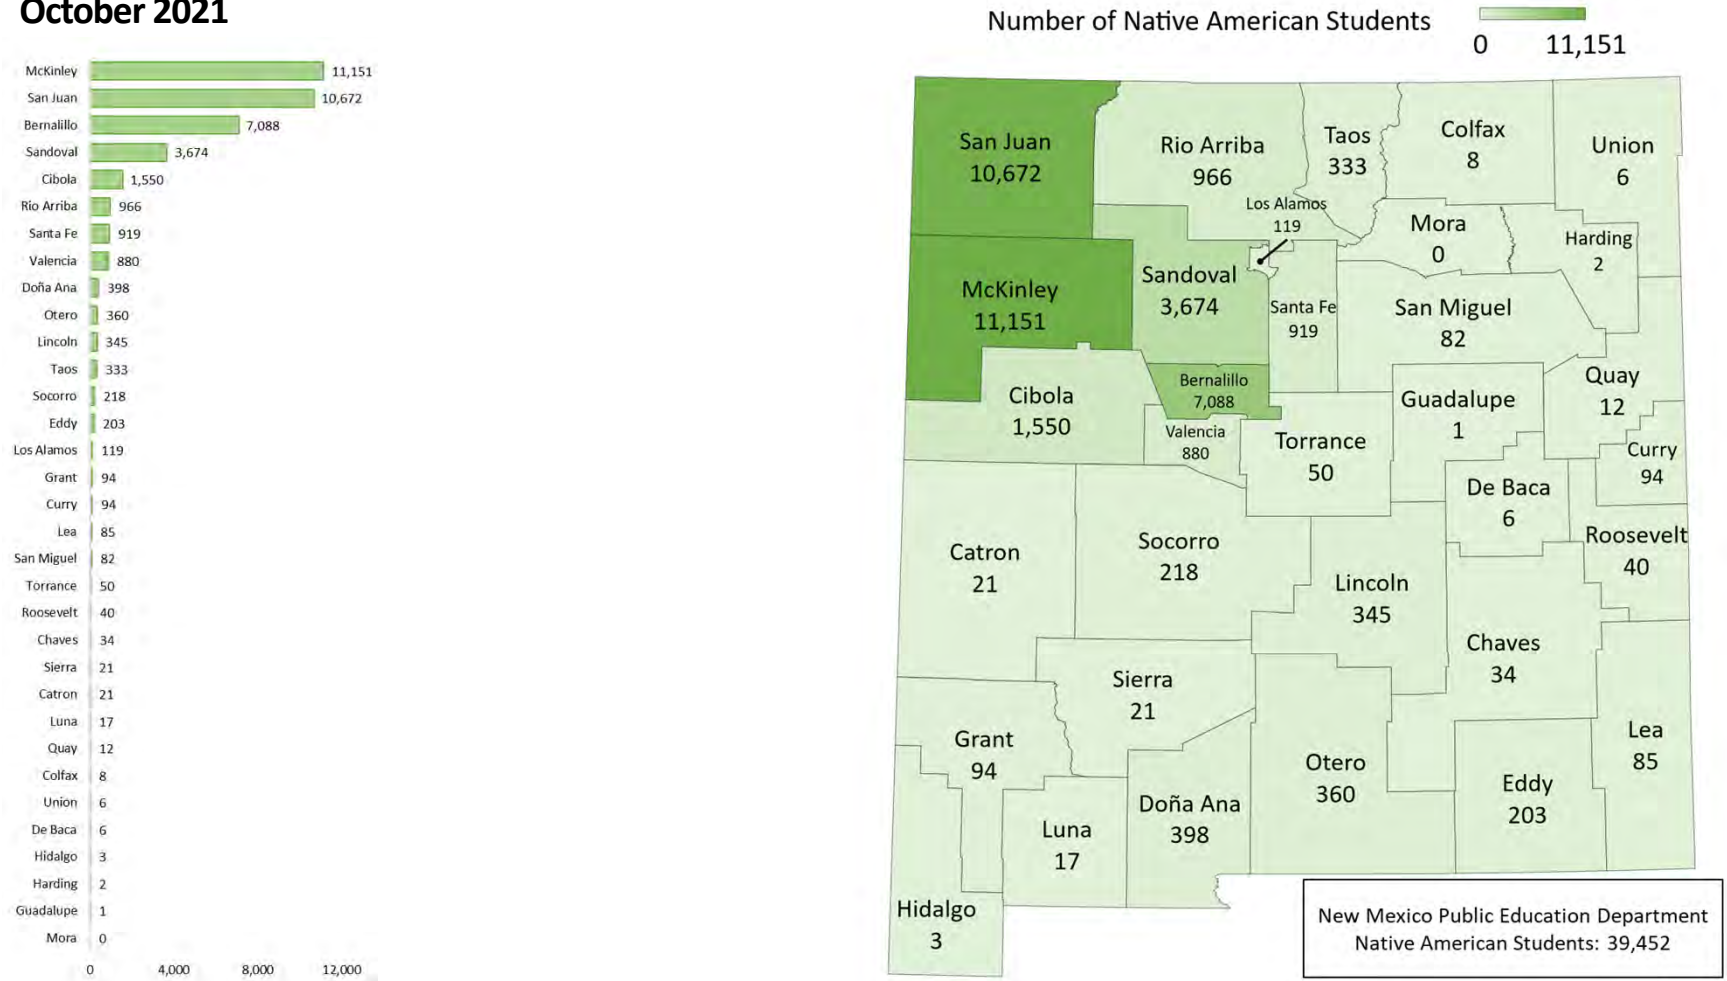 October 2021
McKinley 11,151
San Juan 10,672
Bernalillo 7,088
Sandoval 3,674
Cibola 1,550
Rio Arriba 966
Santa Fe 919
Valencia 880
Doña Ana 398
Otero 360
Lincoln 345
Taos 333
Socorro 218
Eddy 203
Los Alamos 119
Grant 94
Curry 94
Lea 85
San Miguel 82
Torrance 50
Roosevelt 40
Chaves 34
Sierra 21
Catron 21
Luna 17
Quay 12
Colfax 8
Union 6
De Baca 6
Hidalgo 3
Harding 2
Guadalupe 1
Mora 0
0 4,000 8,000 12,000
Number of Native American Students
0 11,151
San Juan
10,672
Rio Arriba
966
Taos
333
Colfax
8
Union
6
Los Alamos
119
Mora
0
Harding
2
McKinley
11,151
Sandoval
3,674
Santa Fe
919
San Miguel
82
Cibola
1,550
Bernalillo
7,088
Valencia
880
Torrance
50
Guadalupe
1
Quay
12
Curry
94
De Baca
6
Roosevelt
40
Catron
21
Socorro
218
Lincoln
345
Chaves
34
Sierra
21
Grant
94
Luna
17
Doña Ana
398
Otero
360
Eddy
203
Lea
85
Hidalgo
3
New Mexico Public Education Department
Native American Students: 39,452